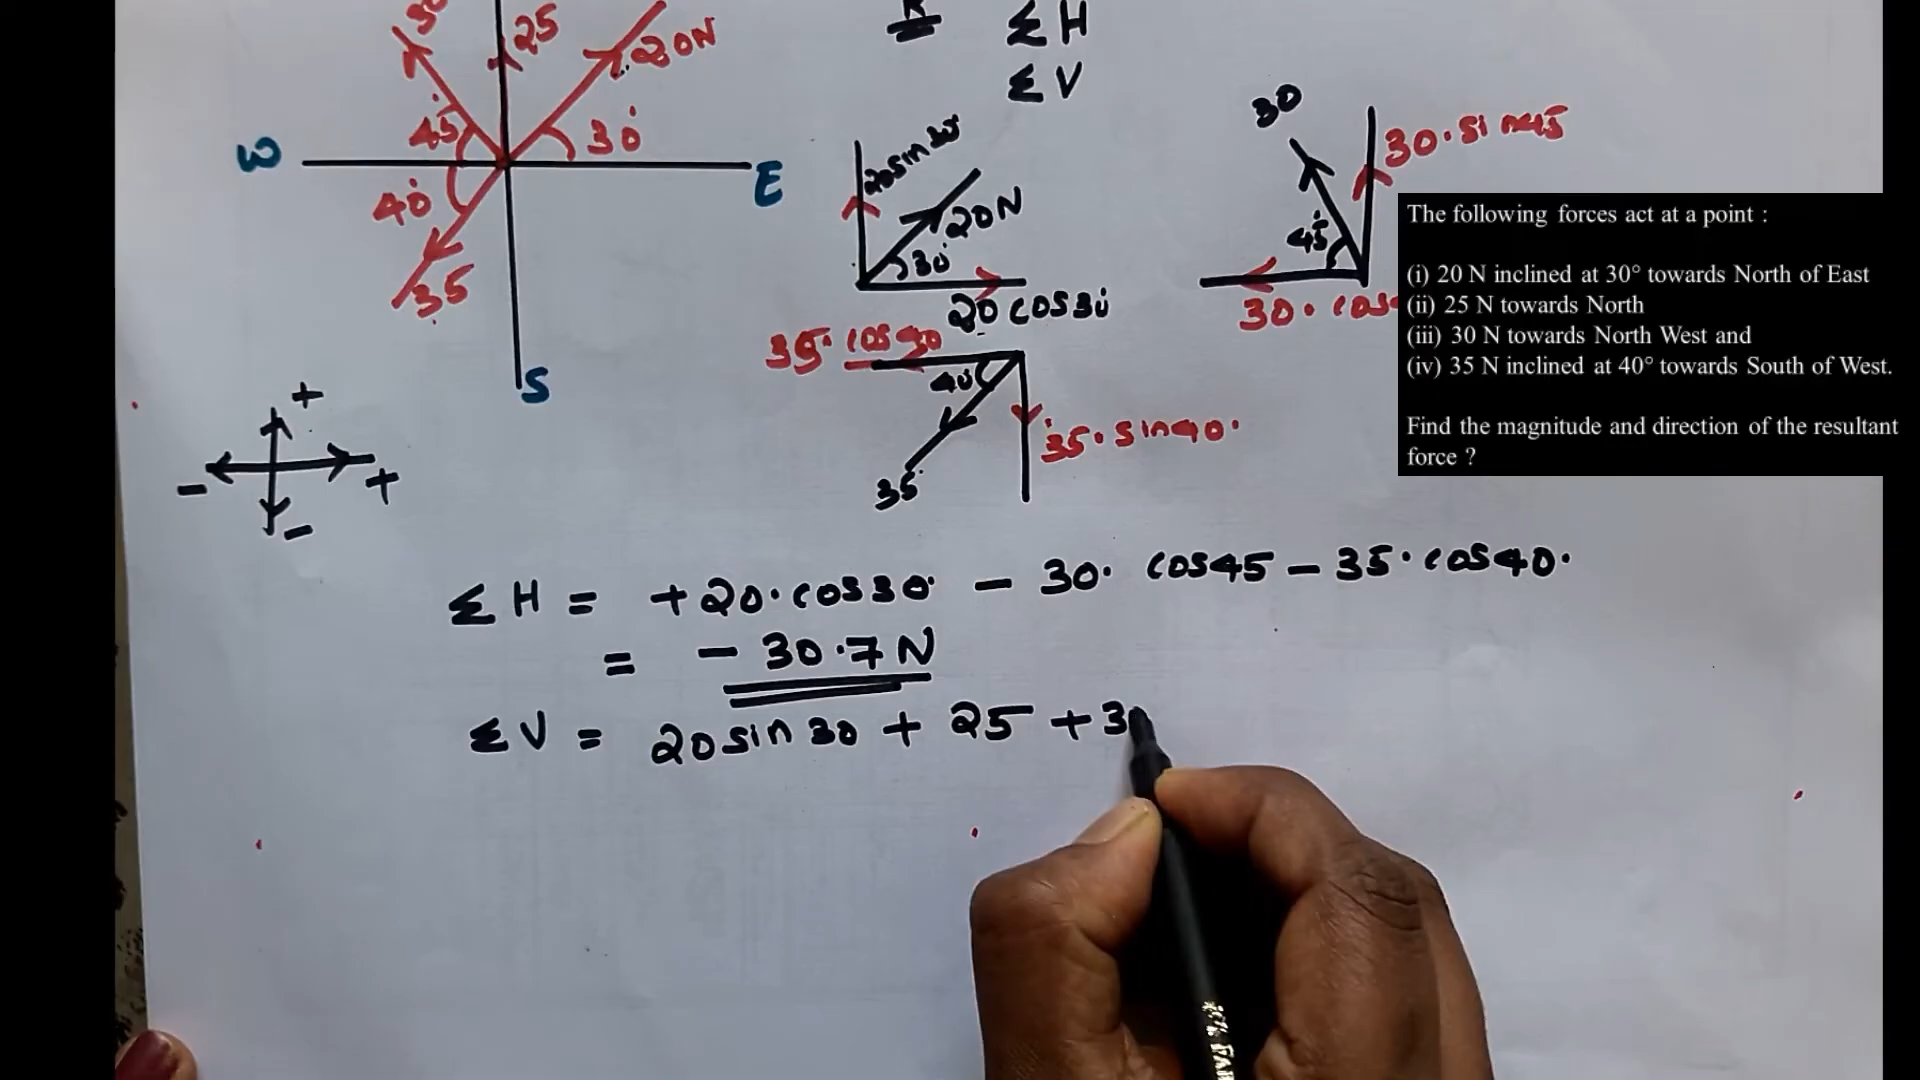 25
20N
R
ΣH
ΣV
45°
30°
W
E
40°
35
S
20sin30
20N
30°
20 cos30°
30
30.sin45
45°
30.cos
35.cos40
40°
35.sin40.
35
+
-
+
-
The following forces act at a point :
(i) 20 N inclined at 30° towards North of East
(ii) 25 N towards North
(iii) 30 N towards North West and
(iv) 35 N inclined at 40° towards South of West.
Find the magnitude and direction of the resultant
force ?
ΣH = +20.cos30. - 30. cos45 - 35.cos40.
= - 30.7 N
ΣV = 20sin30 + 25 + 30